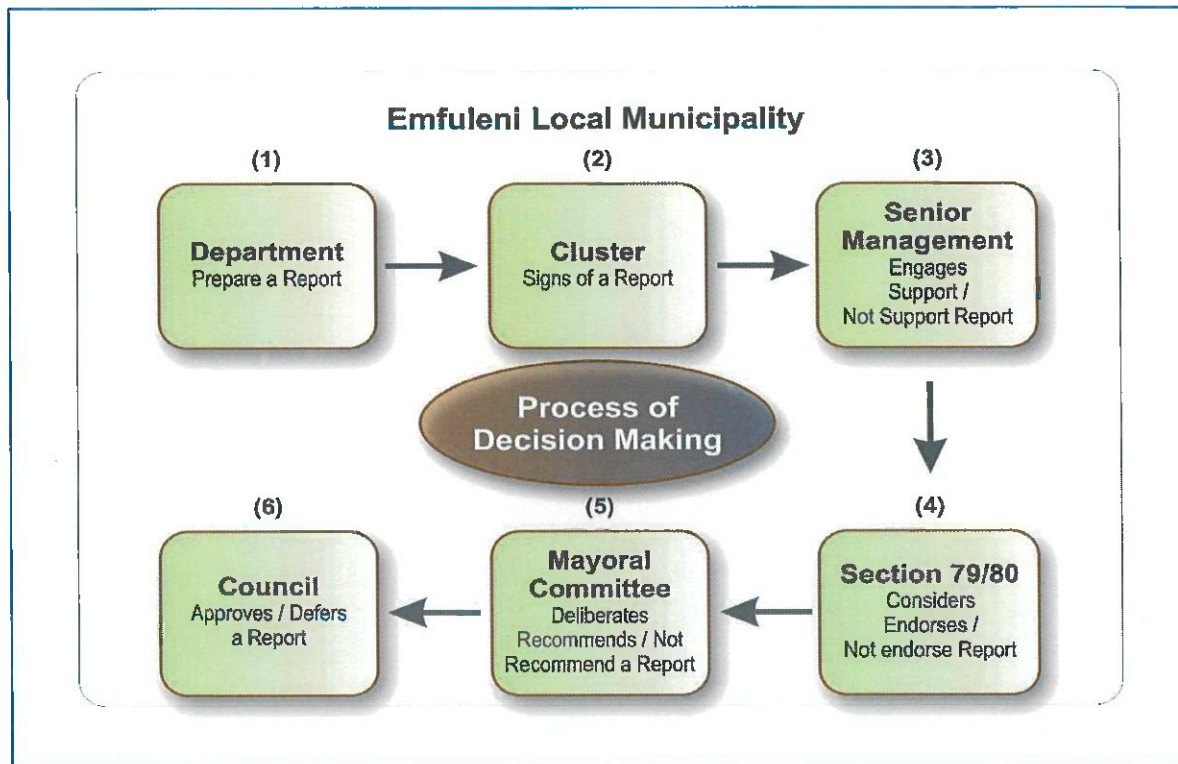 Emfuleni Local Municipality
(1)
Department
Prepare a Report
(2)
Cluster
Signs of a Report
(3)
Senior
Management
Engages
Support /
Not Support Report
Process of
Decision Making
(4)
Section 79/80
Considers
Endorses /
Not endorse Report
(5)
Mayoral
Committee
Deliberates
Recommends / Not
Recommend a Report
(6)
Council
Approves / Defers
a Report